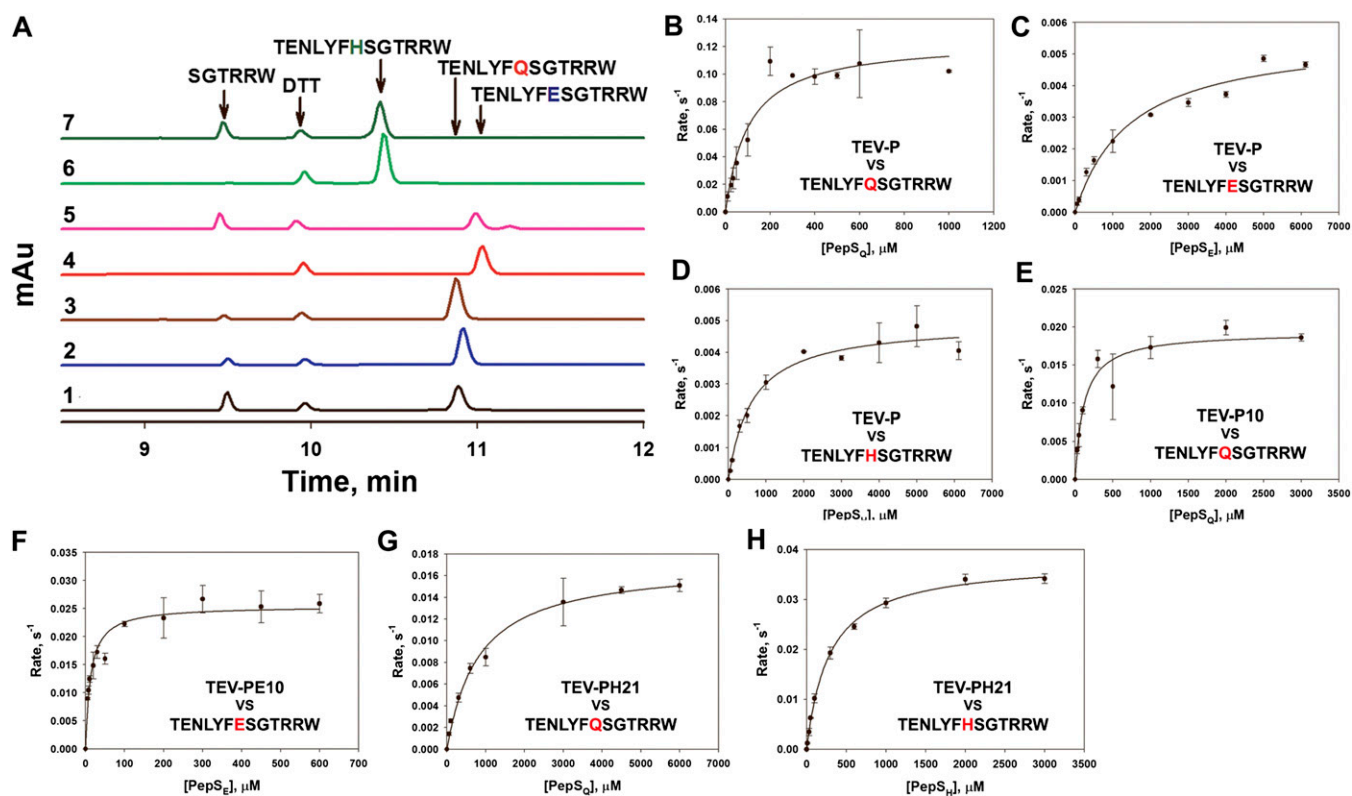 A
TENLYFHSGTRRW
SGTRRW
DTT
TENLYFQSGTRRW
TENLYFESGTRRW
7
6
5
4
3
2
1
mAu
9 10 11 12
Time, min
B
Rate, s-1
0.14
0.12
0.10
0.08
0.06
0.04
0.02
0.00
TEV-P
VS
TENLYFQSGTRRW
0 200 400 600 800 1000 1200
[PepSQ], μM
C
Rate, s-1
0.006
0.005
0.004
0.003
0.002
0.001
0.000
TEV-P
VS
TENLYFESGTRRW
0 1000 2000 3000 4000 5000 6000 7000
[PepSE], μM
D
Rate, s-1
0.006
0.005
0.004
0.003
0.002
0.001
0.000
TEV-P
VS
TENLYFHSGTRRW
0 1000 2000 3000 4000 5000 6000 7000
μM
E
Rate, s-1
0.025
0.020
0.015
0.010
0.005
0.000
TEV-P10
VS
TENLYFQSGTRRW
0 500 1000 1500 2000 2500 3000 3500
[PepSQ], μM
F
Rate, s-1
0.035
0.030
0.025
0.020
0.015
0.010
0.005
0.000
TEV-PE10
VS
TENLYFESGTRRW
0 100 200 300 400 500 600 700
[PepSE], μM
G
Rate, s-1
0.018
0.016
0.014
0.012
0.010
0.008
0.006
0.004
0.002
0.000
TEV-PH21
VS
TENLYFQSGTRRW
0 1000 2000 3000 4000 5000 6000 7000
[PepSQ], μM
H
Rate, s-1
0.04
0.03
0.02
0.01
0.00
TEV-PH21
VS
TENLYFHSGTRRW
0 500 1000 1500 2000 2500 3000 3500
[PepSH], μM